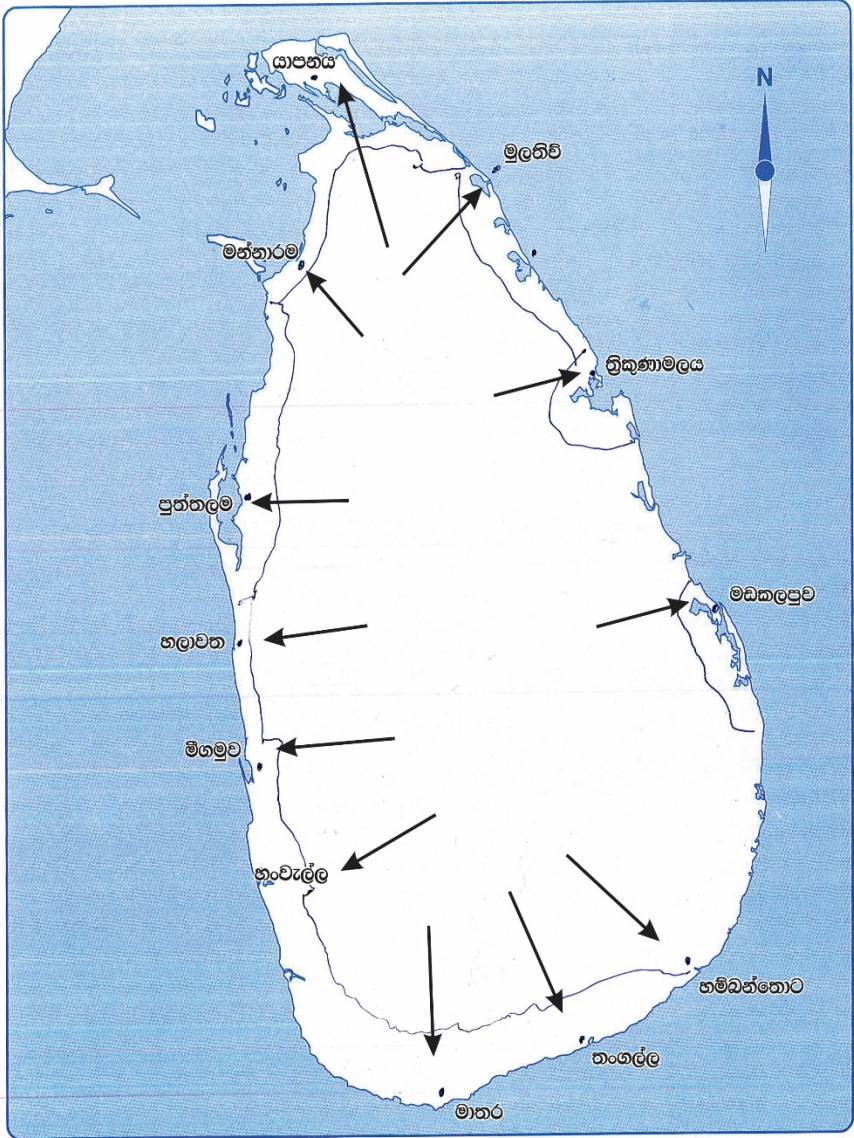 යාපනය
N
මුලතිව්
මන්නාරම
ත්‍රිකුණාමලය
පුත්තලම
මඩකලපුව
හලාවත
මීගමුව
හංවැල්ල
හම්බන්තොට
තංගල්ල
මාතර